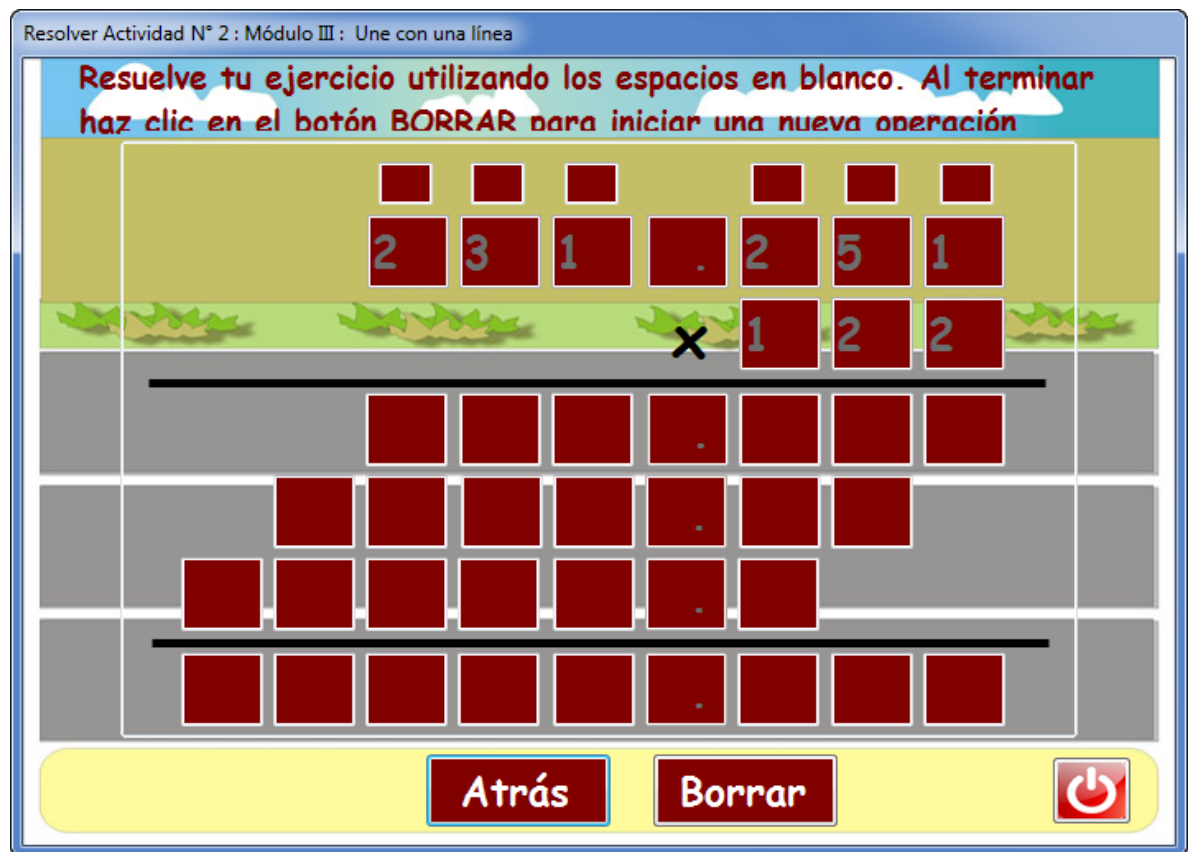 Resolver Actividad N° 2 : Módulo III : Une con una línea
Resuelve tu ejercicio utilizando los espacios en blanco. Al terminar
haz clic en el botón BORRAR para iniciar una nueva operación
2 3 1 . 2 5 1
× 1 2 2
.
.
.
.
Atrás Borrar